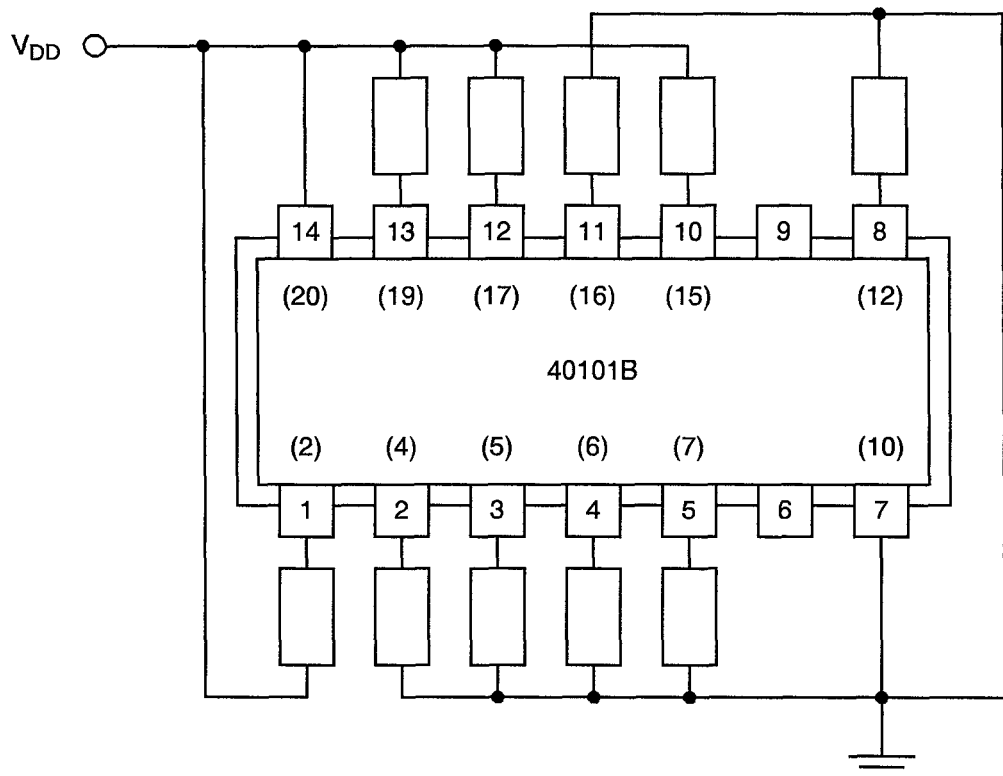 VDD
14 13 12 11 10 9 8
(20) (19) (17) (16) (15) (12)
40101B
(2) (4) (5) (6) (7) (10)
1 2 3 4 5 6 7